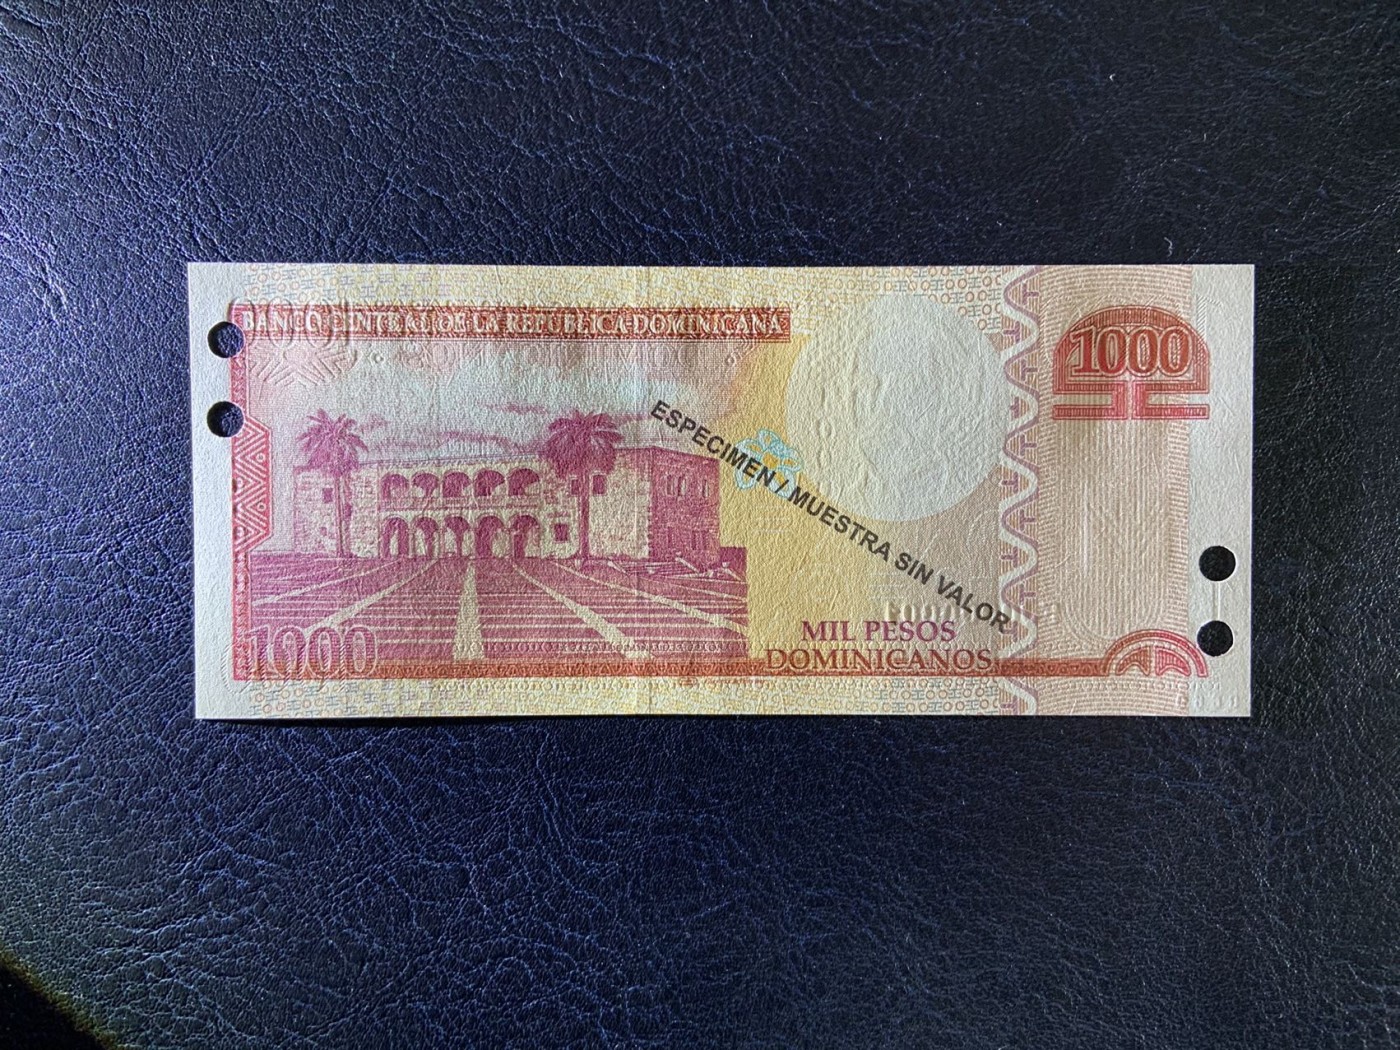 BANCO CENTRAL DE LA REPUBLICA DOMINICANA
1000
ESPECIMEN / MUESTRA SIN VALOR
1000
MIL PESOS
DOMINICANOS